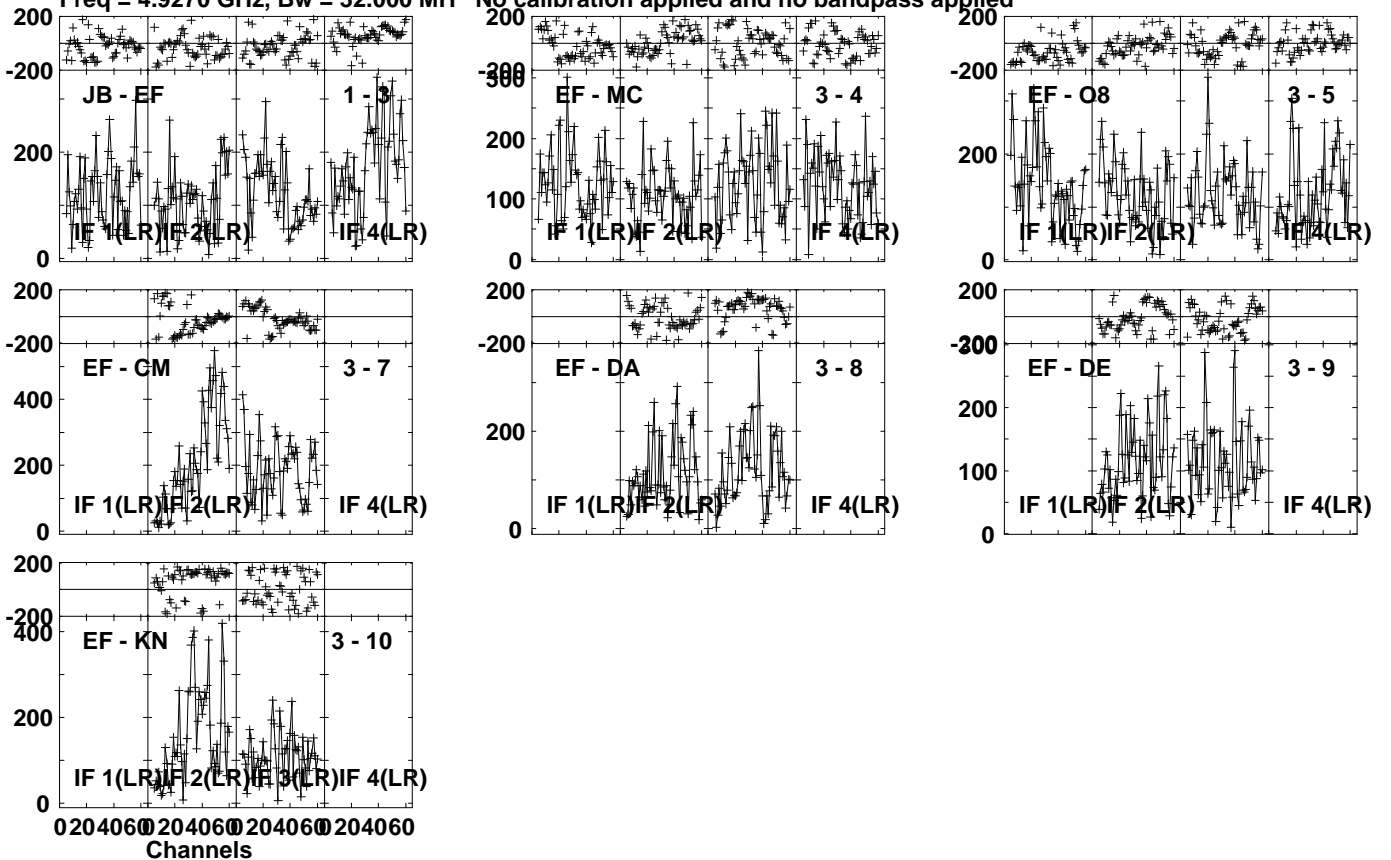 Freq = 4.9270 GHz, Bw = 32.000 MH No calibration applied and no bandpass applied
200
-200
JB - EF 1 - 3
200
IF 1(LR) IF 2(LR) IF 4(LR)
0
200
-200
300
EF - MC 3 - 4
200
100
IF 1(LR) IF 2(LR) IF 4(LR)
0
200
-200
EF - O8 3 - 5
200
IF 1(LR) IF 2(LR) IF 4(LR)
0
200
-200
EF - CM 3 - 7
400
200
IF 1(LR) IF 2(LR) IF 4(LR)
0
200
-200
EF - DA 3 - 8
200
IF 1(LR) IF 2(LR) IF 4(LR)
0
200
-200
300
EF - DE 3 - 9
200
100
IF 1(LR) IF 2(LR) IF 4(LR)
0
200
-200
400
EF - KN 3 - 10
200
IF 1(LR) IF 2(LR) IF 3(LR) IF 4(LR)
0
0 20 40 60 0 20 40 60 0 20 40 60 0 20 40 60
Channels